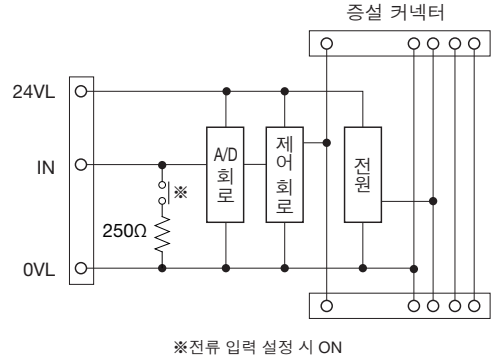 증설 커넥터
24VL
IN
0VL
※
250Ω
A/D
회로
제어 회로
전원
※전류 입력 설정 시 ON